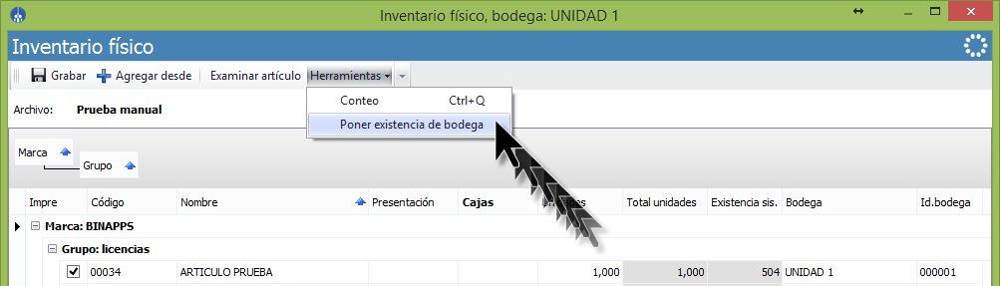 Inventario físico, bodega: UNIDAD 1
Inventario físico
Grabar Agregar desde Examinar artículo Herramientas
Conteo Ctrl+Q
Poner existencia de bodega
Archivo: Prueba manual
Marca
Grupo
Impre Código Nombre Presentación Cajas Total unidades Existencia sis. Bodega Id.bodega
Marca: BINAPPS
Grupo: licencias
00034 ARTICULO PRUEBA 1,000 1,000 504 UNIDAD 1 000001